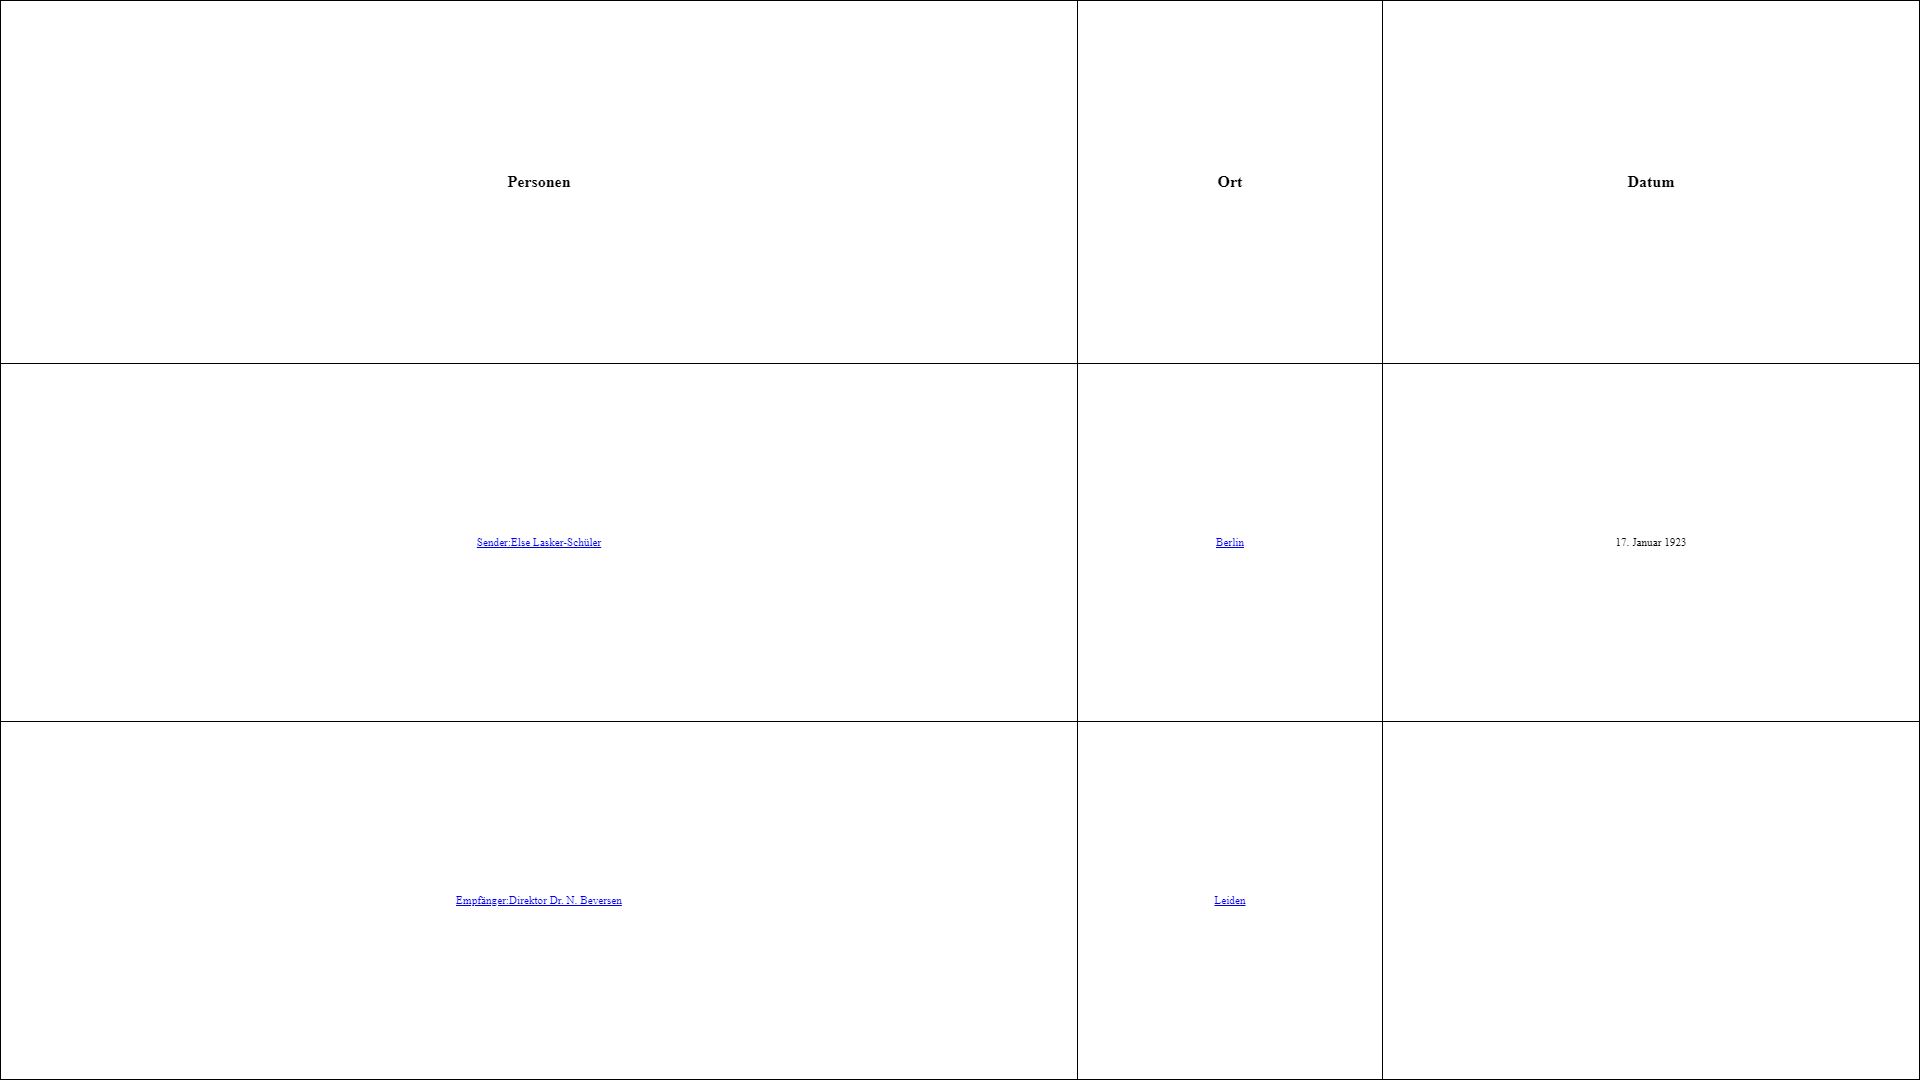 Personen Ort Datum
Sender:Else Lasker-Schüler Berlin 17. Januar 1923
Empfänger:Direktor Dr. N. Beversen Leiden